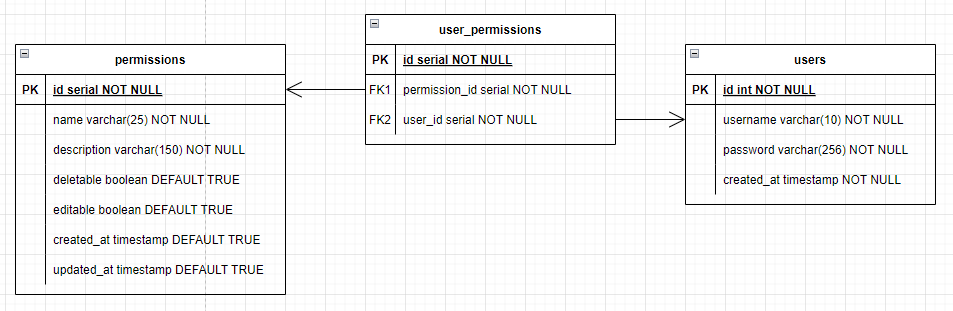 permissions
PK id serial NOT NULL
name varchar(25) NOT NULL
description varchar(150) NOT NULL
deletable boolean DEFAULT TRUE
editable boolean DEFAULT TRUE
created_at timestamp DEFAULT TRUE
updated_at timestamp DEFAULT TRUE
user_permissions
PK id serial NOT NULL
FK1 permission_id serial NOT NULL
FK2 user_id serial NOT NULL
users
PK id int NOT NULL
username varchar(10) NOT NULL
password varchar(256) NOT NULL
created_at timestamp NOT NULL